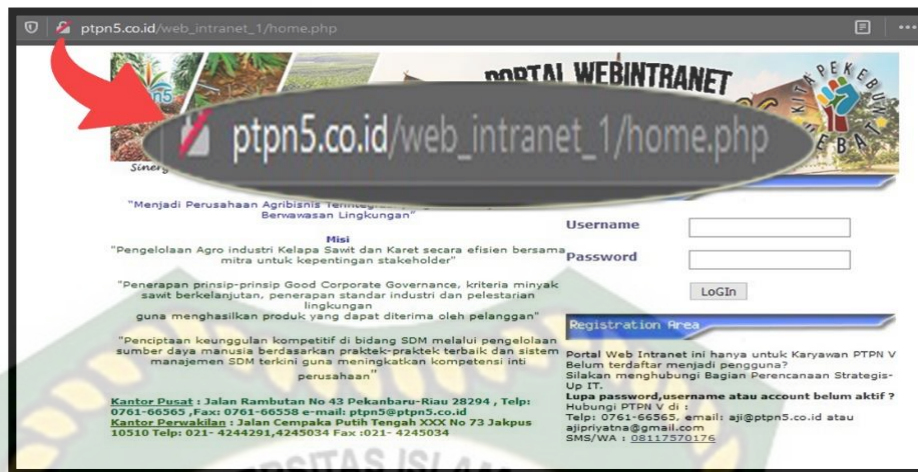 ptpn5.co.id/web_intranet_1/home.php
PORTAL WEBINTRANET
KITA PEKEBUN
EBAT
n5
ptpn5.co.id/web_intranet_1/home.php
Sinerg
"Menjadi Perusahaan Agribisnis
Berwawasan Lingkungan"
Misi
"Pengelolaan Agro industri Kelapa Sawit dan Karet secara efisien bersama
mitra untuk kepentingan stakeholder"
"Penerapan prinsip-prinsip Good Corporate Governance, kriteria minyak
sawit berkelanjutan, penerapan standar industri dan pelestarian
lingkungan
guna menghasilkan produk yang dapat diterima oleh pelanggan"
"Penciptaan keunggulan kompetitif di bidang SDM melalui pengelolaan
sumber daya manusia berdasarkan praktek-praktek terbaik dan sistem
manajemen SDM terkini guna meningkatkan kompetensi inti
perusahaan"
Kantor Pusat : Jalan Rambutan No 43 Pekanbaru-Riau 28294 , Telp:
0761-66565 ,Fax: 0761-66558 e-mail: ptpn5@ptpn5.co.id
Kantor Perwakilan : Jalan Cempaka Putih Tengah XXX No 73 Jakpus
10510 Telp: 021- 4244291,4245034 Fax :021- 4245034
Username
Password
LoGIn
Registration Area
Portal Web Intranet ini hanya untuk Karyawan PTPN V
Belum terdaftar menjadi pengguna?
Silakan menghubungi Bagian Perencanaan Strategis-
Up IT.
Lupa password,username atau account belum aktif ?
Hubungi PTPN V di :
Telp: 0761-66565, email: aji@ptpn5.co.id atau
ajipriyatna@gmail.com
SMS/WA : 08117570176
ERSITAS ISLAM